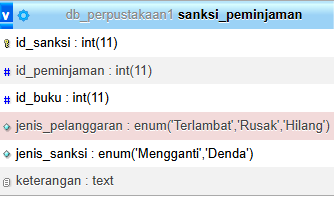 v db_perpustakaan1 sanksi_peminjaman
id_sanksi : int(11)
# id_peminjaman : int(11)
# id_buku : int(11)
jenis_pelanggaran : enum('Terlambat','Rusak','Hilang')
jenis_sanksi : enum('Mengganti','Denda')
keterangan : text